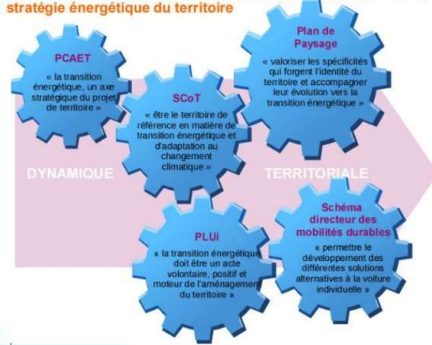 stratégie énergétique du territoire
PCAET
« la transition
énergétique, un axe
stratégique du projet
de territoire »
SCoT
« être le territoire de
référence en matière de
transition énergétique et
d'adaptation au
changement
climatique »
Plan de
Paysage
« valoriser les spécificités
qui forgent l'identité du
territoire et accompagner
leur évolution vers la
transition énergétique »
DYNAMIQUE
TERRITORIALE
PLUi
« la transition énergétique
doit être un acte
volontaire, positif et
moteur de l'aménagement
du territoire »
Schéma
directeur des
mobilités durables
« permettre le
développement des
différentes solutions
alternatives à la voiture
individuelle »